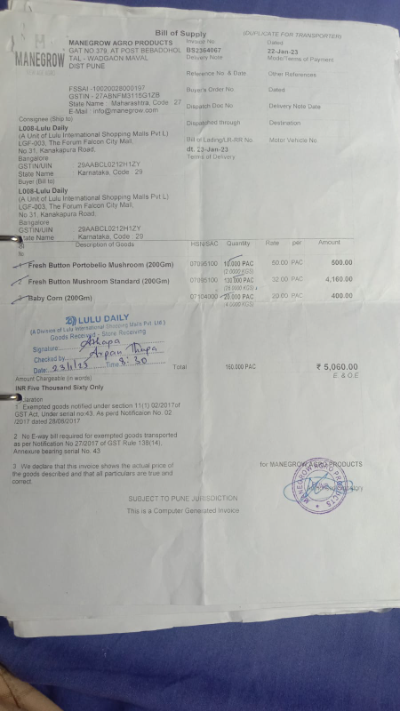 Bill of Supply
(DUPLICATE FOR TRANSPORTER)
MANEGROW
MANEGROW AGRO PRODUCTS
GAT NO 379, AT POST BEBADOHOL
TAL - WADGAON MAVAL
DIST PUNE
FSSAI -10020026000197
State Name : Maharashtra, Code : 27
E-Mail : info@manegrow.com
Invoice No.
Dated
22-Jan-23
Delivery Note
Mode/Terms of Payment
Reference No. & Date
Other References
Buyer's Order No.
Dated
Dispatch Doc No.
Delivery Note Date
Dispatched through
Destination
Bill of Lading/LR-RR No.
Motor Vehicle No.
dt. 22-Jan-23
Terms of Delivery
Consignee (Ship to)
L008-Lulu Daily
(A Unit of Lulu International Shopping Malls Pvt L)
LGF-003, The Forum Falcon City Mall,
No.31, Kanakapura Road,
Bangalore
GSTIN/UIN 29AABCL0212H1ZY
State Name Karnataka, Code : 29
Buyer (Bill to)
L008-Lulu Daily
(A Unit of Lulu International Shopping Malls Pvt L)
LGF-003, The Forum Falcon City Mall,
No.31, Kanakapura Road,
Bangalore
GSTIN/UIN 29AABCL0212H1ZY
State Name Karnataka, Code : 29
Description of Goods HSN/SAC Quantity Rate per Amount
Fresh Button Portobello Mushroom (200Gm) 07095100 10.000 PAC 50.00 PAC 500.00
(2.0000 KGS)
Fresh Button Mushroom Standard (200Gm) 07095100 130.000 PAC 32.00 PAC 4,160.00
Baby Corn (200Gm) 07104000 20.000 PAC 20.00 PAC 400.00
(4.0000 KGS)
LULU DAILY
(A Division of Lulu International Shopping Malls Pvt. Ltd.)
Goods Received - Store Receiving
Signature
Checked by Arpan Thapa
Date 23/1/23 Time 8:30
Total 160.000 PAC ₹ 5,060.00
E. & O.E
Amount Chargeable (in words)
INR Five Thousand Sixty Only
1 Exempted goods notified under section 11(1) 02/2017of
GST Act, Under serial no:43. As perd Notification No. 02
/2017 dated 28/06/2017
2 No E-way bill required for exempted goods transported
as per Notification No 27/2017 of GST Rule 138(14).
Annexure bearing serial No. 43
3 We declare that this invoice shows the actual price of
the goods described and that all particulars are true and
correct.
for MANEGROW AGRO PRODUCTS
SUBJECT TO PUNE JURISDICTION
This is a Computer Generated Invoice